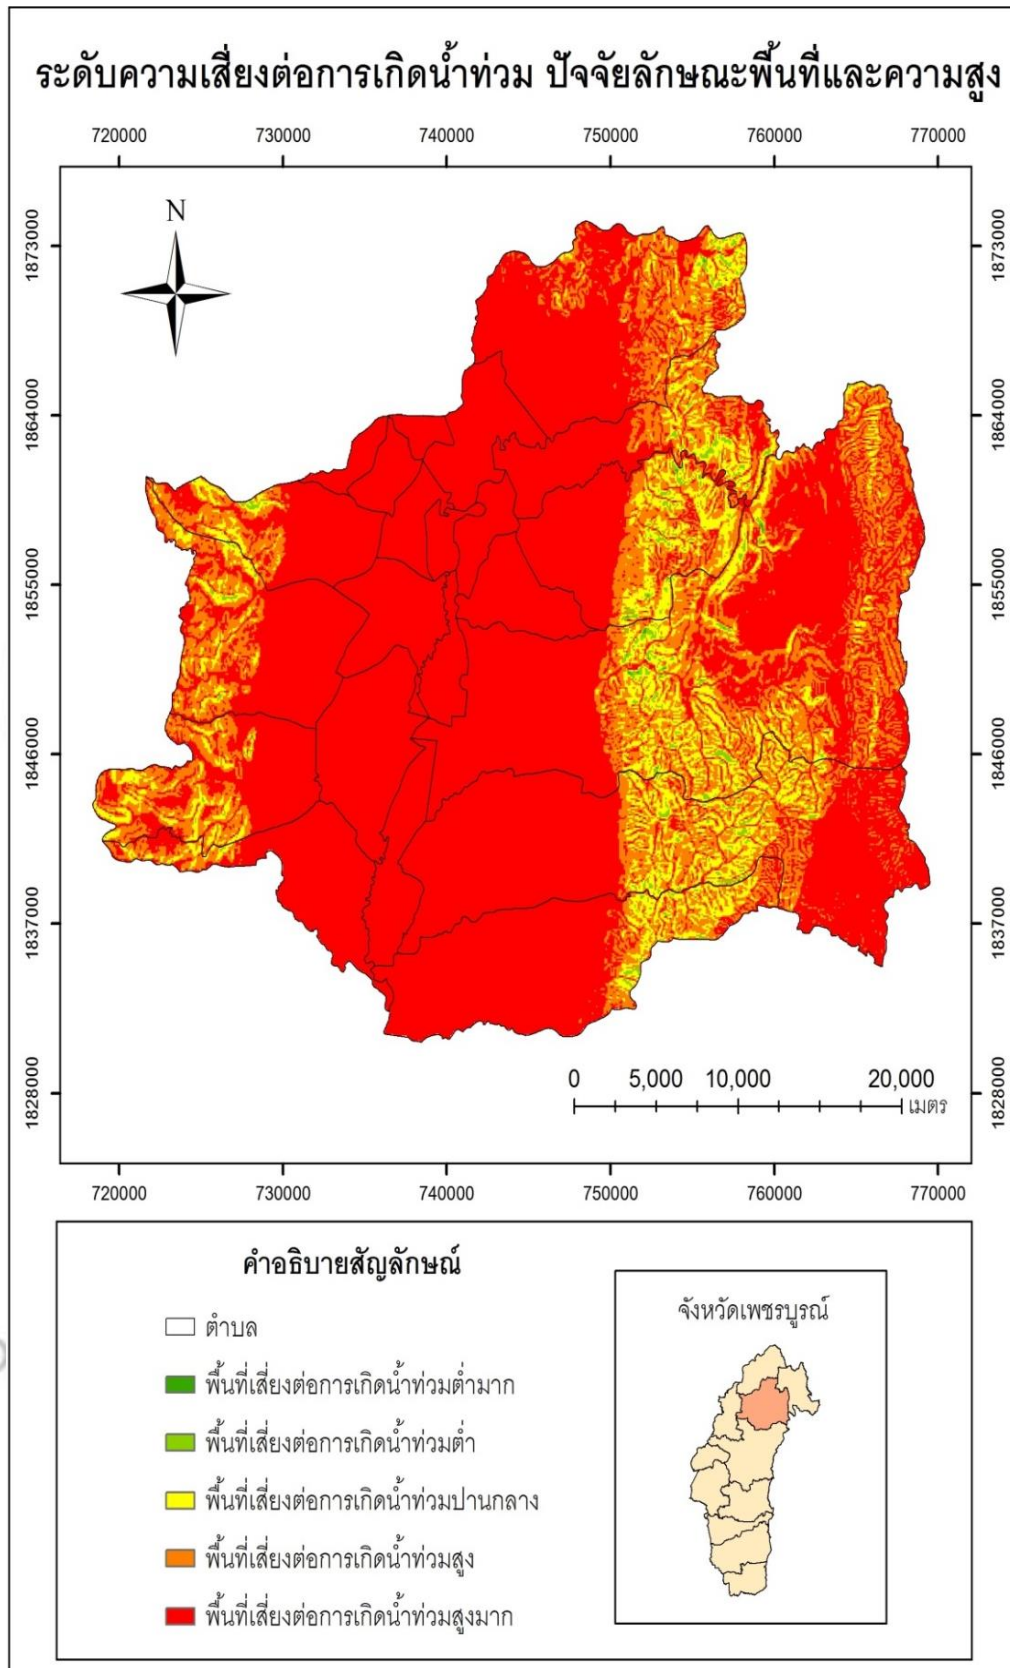 ระดับความเสี่ยงต่อการเกิดน้ำท่วม ปัจจัยลักษณะพื้นที่และความสูง
720000 730000 740000 750000 760000 770000
N
1873000 1873000
1864000 1864000
1855000 1855000
1846000 1846000
1837000 1837000
1828000 1828000
0 5,000 10,000 20,000
เมตร
720000 730000 740000 750000 760000 770000
คำอธิบายสัญลักษณ์
ตำบล
พื้นที่เสี่ยงต่อการเกิดน้ำท่วมต่ำมาก
พื้นที่เสี่ยงต่อการเกิดน้ำท่วมต่ำ
พื้นที่เสี่ยงต่อการเกิดน้ำท่วมปานกลาง
พื้นที่เสี่ยงต่อการเกิดน้ำท่วมสูง
พื้นที่เสี่ยงต่อการเกิดน้ำท่วมสูงมาก
จังหวัดเพชรบูรณ์